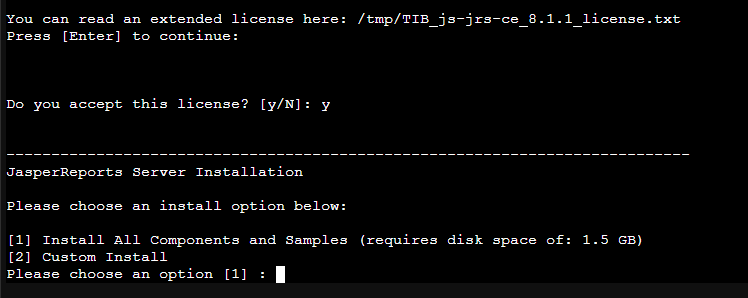 You can read an extended license here: /tmp/TIB_js-jrs-ce_8.1.1_license.txt
Press [Enter] to continue:
Do you accept this license? [y/N]: y
-----------------------------------------------------------------------------
JasperReports Server Installation
Please choose an install option below:
[1] Install All Components and Samples (requires disk space of: 1.5 GB)
[2] Custom Install
Please choose an option [1] :